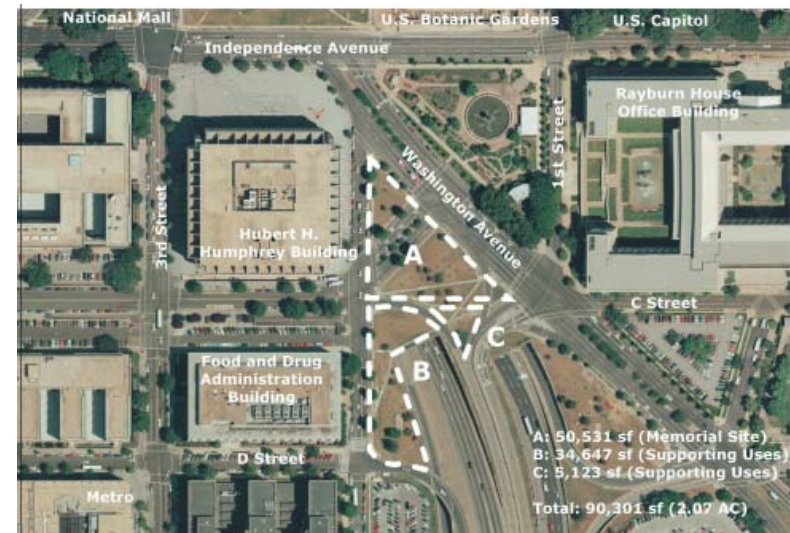 National Mall
U.S. Botanic Gardens
U.S. Capitol
Independence Avenue
Rayburn House
Office Building
1st Street
Washington Avenue
3rd Street
Hubert H.
Humphrey Building
A
C Street
C
B
Food and Drug
Administration
Building
D Street
Metro
A: 50,531 sf (Memorial Site)
B: 34,647 sf (Supporting Uses)
C: 5,123 sf (Supporting Uses)
Total: 90,301 sf (2.07 AC)